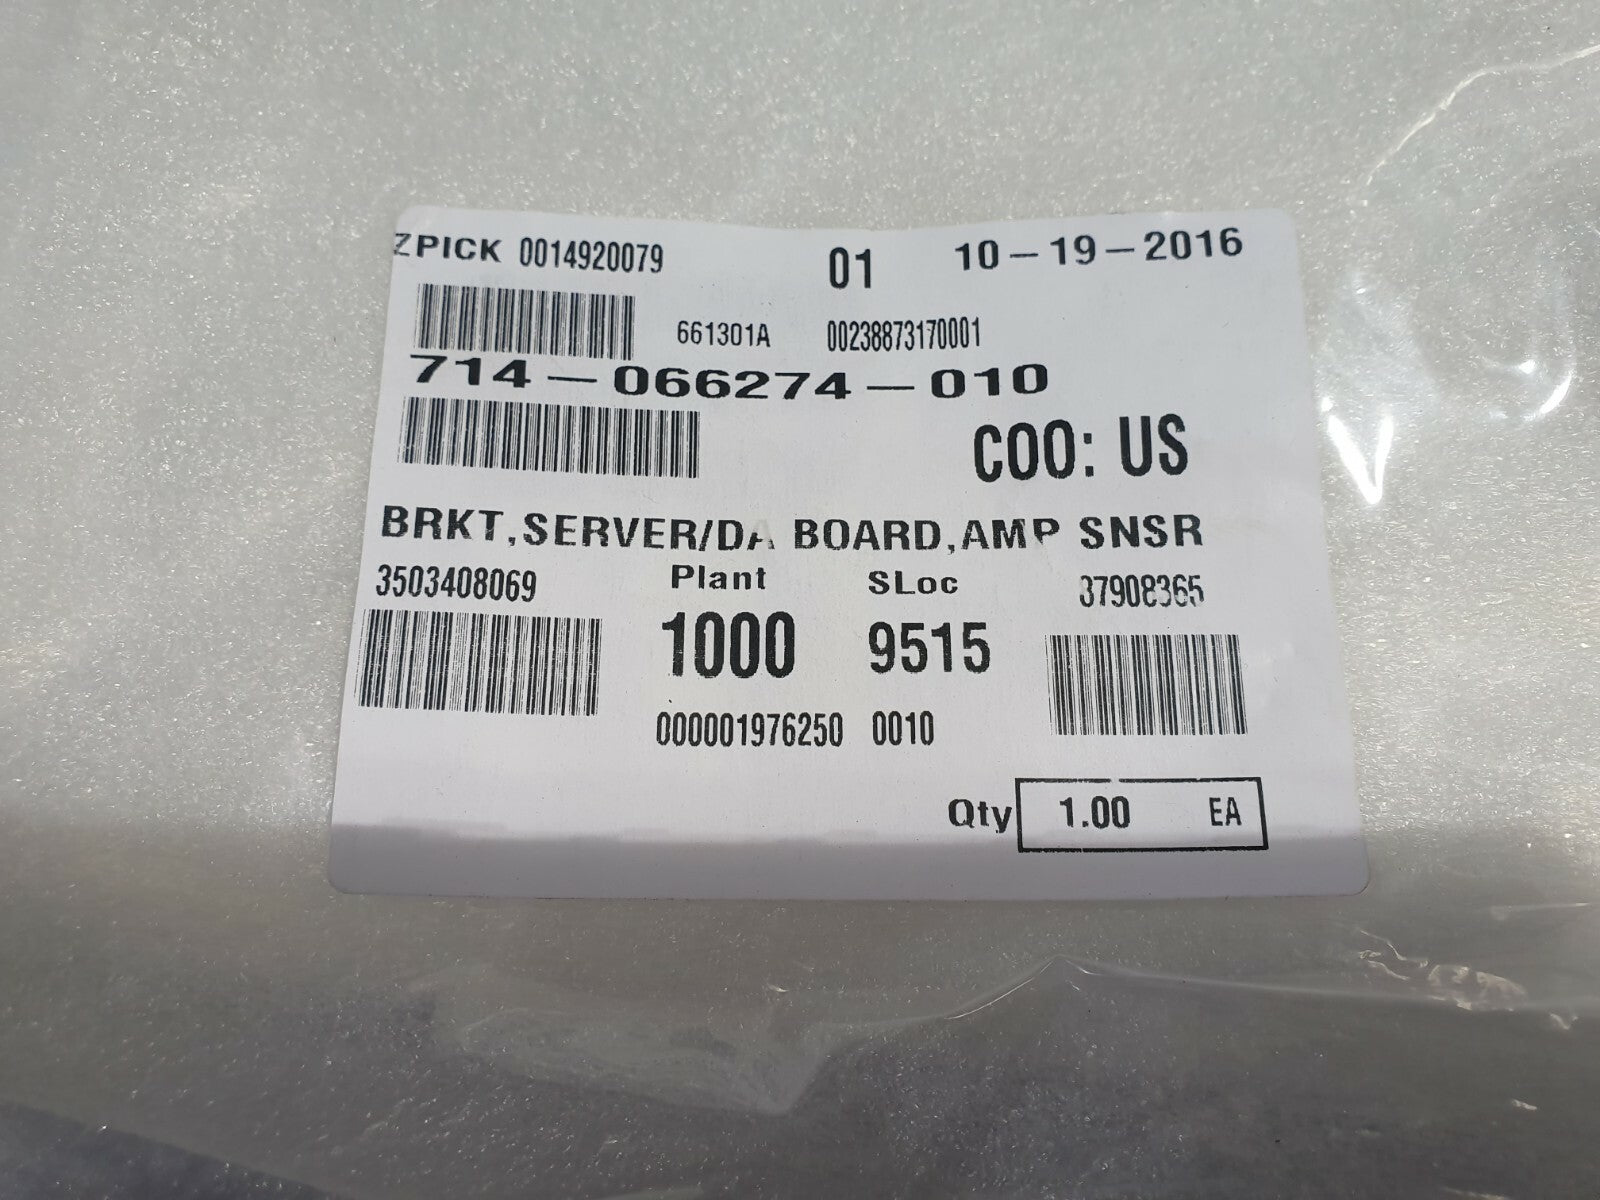 ZPICK 0014920079 01 10-19-2016
661301A 00238873170001
714-066274-010
COO: US
BRKT,SERVER/DA BOARD,AMP SNSR
3503408069 Plant SLoc 37908365
1000 9515
000001976250 0010
Qty 1.00 EA